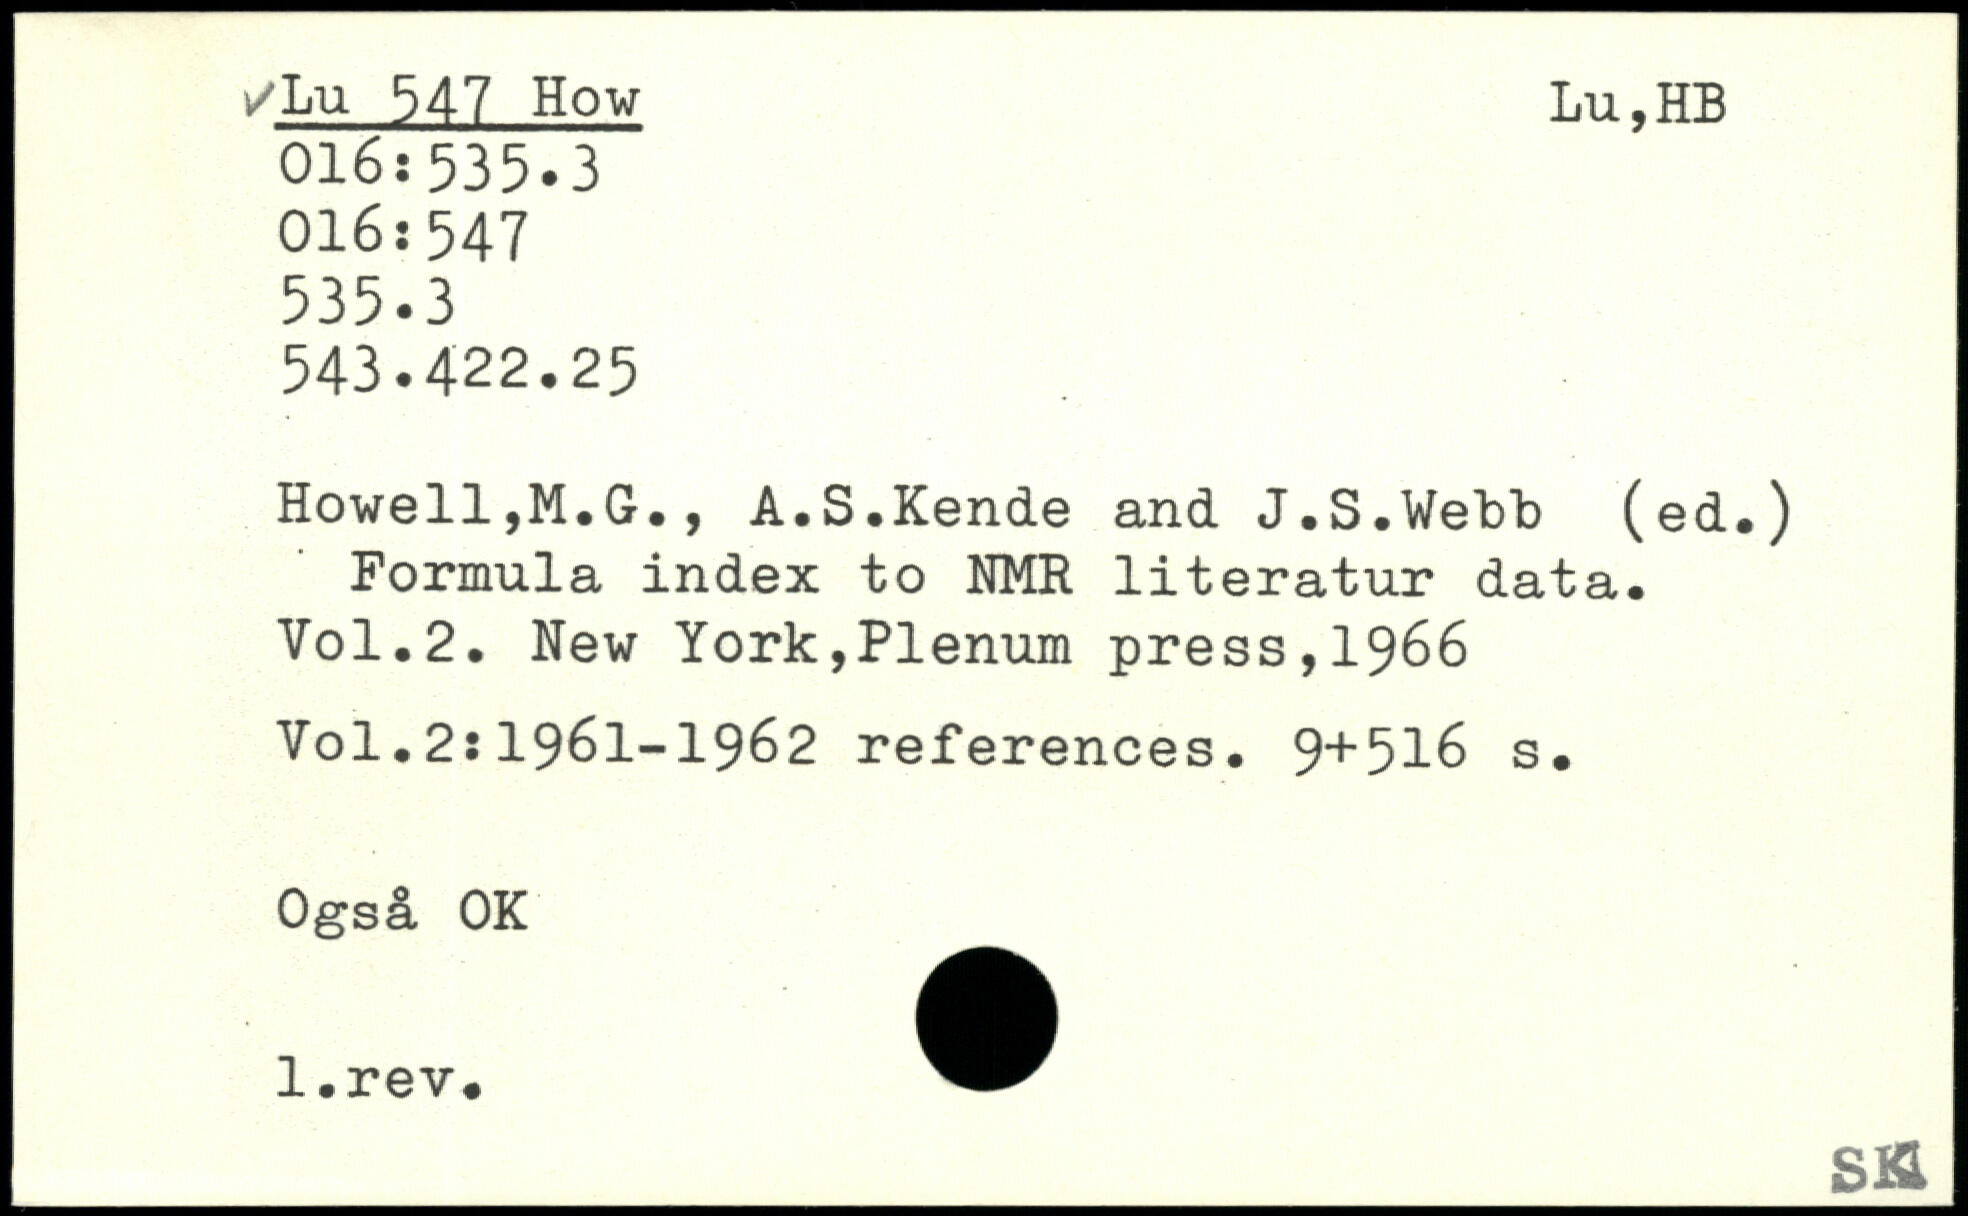 ✓Lu 547 How Lu,HB
016:535.3
016:547
535.3
543.422.25
Howell,M.G., A.S.Kende and J.S.Webb (ed.)
Formula index to NMR literatur data.
Vol.2. New York,Plenum press,1966
Vol.2:1961-1962 references. 9+516 s.
Også OK
1.rev.
SK